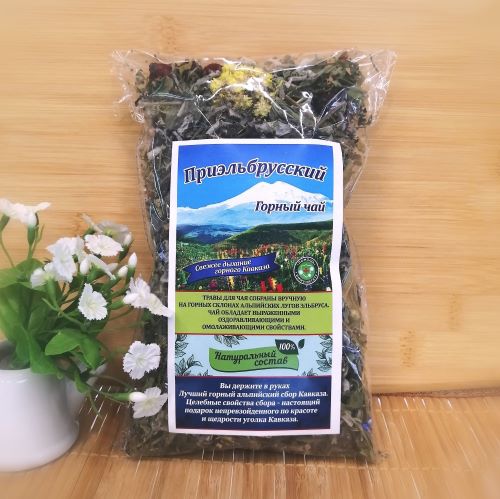 Приэльбрусский
Горный чай
Свежее дыхание
горного Кавказа
ТРАВЫ ДЛЯ ЧАЯ СОБРАНЫ ВРУЧНУЮ
НА ГОРНЫХ СКЛОНАХ АЛЬПИЙСКИХ ЛУГОВ ЭЛЬБРУСА.
ЧАЙ ОБЛАДАЕТ ВЫРАЖЕННЫМИ
ОЗДОРАВЛИВАЮЩИМИ И
ОМОЛАЖИВАЮЩИМИ СВОЙСТВАМИ.
100%
Натуральный
состав
Вы держите в руках
Лучший горный альпийский сбор Кавказа.
Целебные свойства сбора - настоящий
подарок непревзойденного по красоте
и щедрости уголка Кавказа.